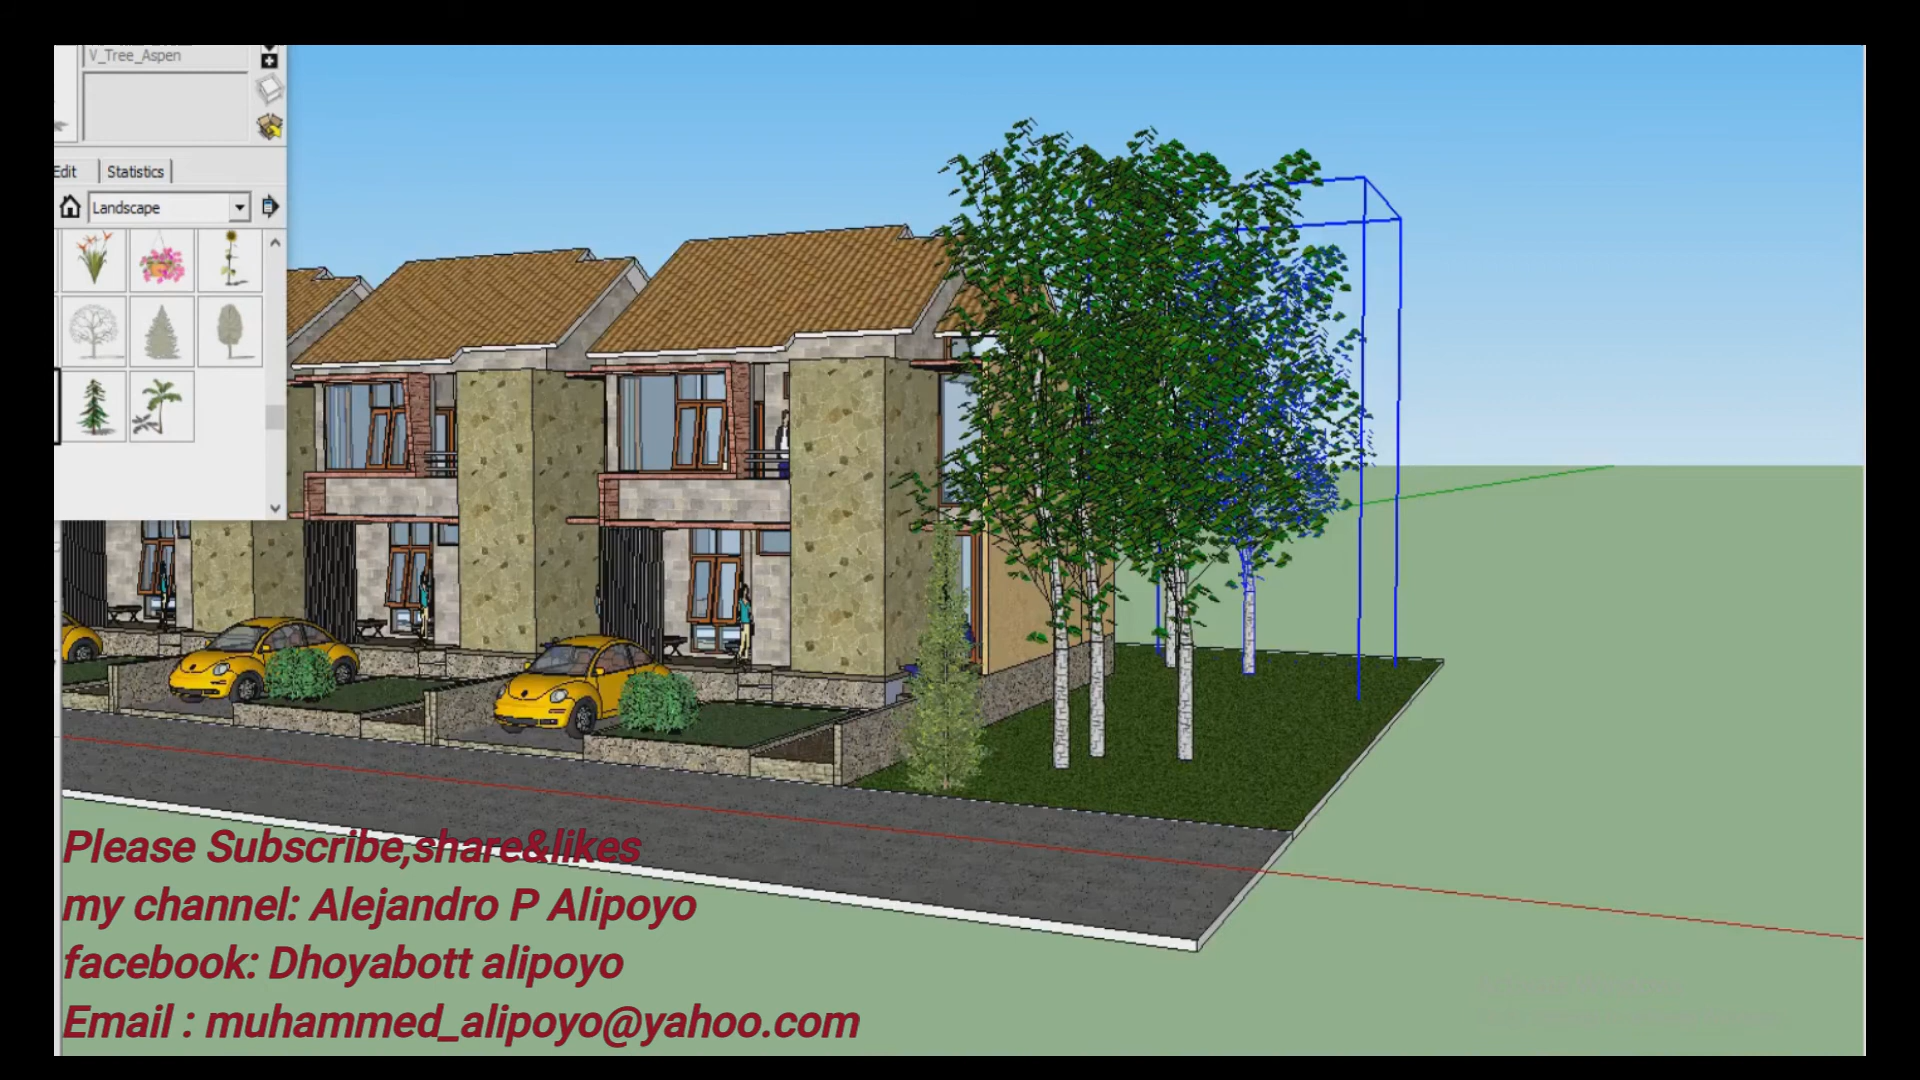 V_Tree_Aspen
Edit
Statistics
Landscape
Please Subscribe,share&likes
my channel: Alejandro P Alipoyo
facebook: Dhoyabott alipoyo
Email : muhammed_alipoyo@yahoo.com